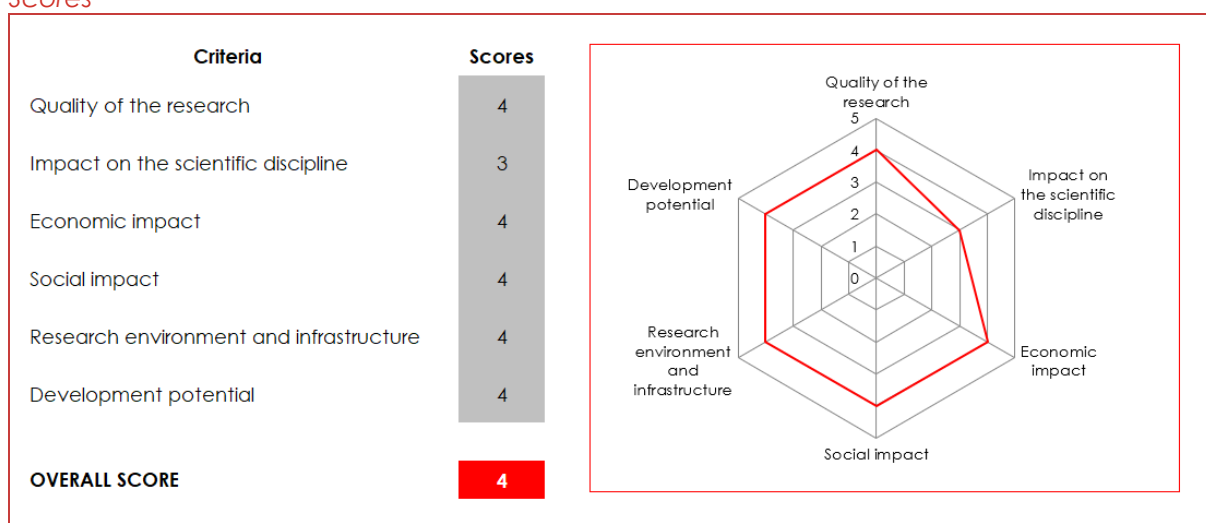 Scores
Criteria Scores
Quality of the research 4
Impact on the scientific discipline 3
Economic impact 4
Social impact 4
Research environment and infrastructure 4
Development potential 4
OVERALL SCORE 4
Quality of the
research
5
4
3
2
1
0
Impact on
the scientific
discipline
Economic
impact
Social impact
Research
environment
and
infrastructure
Development
potential